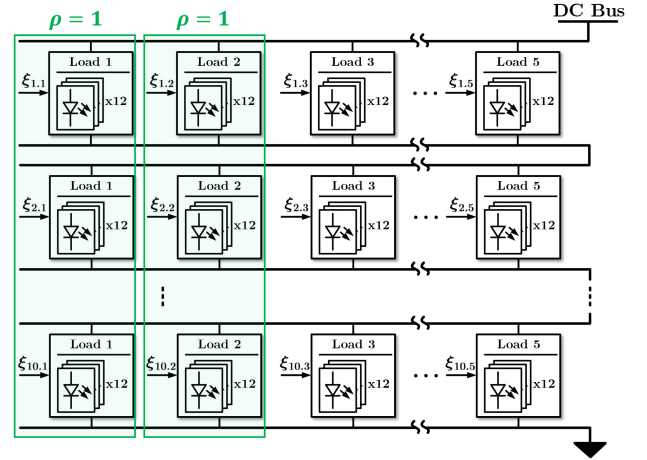 DC Bus
ρ = 1 ρ = 1
Load 1 Load 2 Load 3 Load 5
ξ1.1 x12 ξ1.2 x12 ξ1.3 x12 ... ξ1.5 x12
Load 1 Load 2 Load 3 Load 5
ξ2.1 x12 ξ2.2 x12 ξ2.3 x12 ... ξ2.5 x12
Load 1 Load 2 Load 3 Load 5
ξ10.1 x12 ξ10.2 x12 ξ10.3 x12 ... ξ10.5 x12